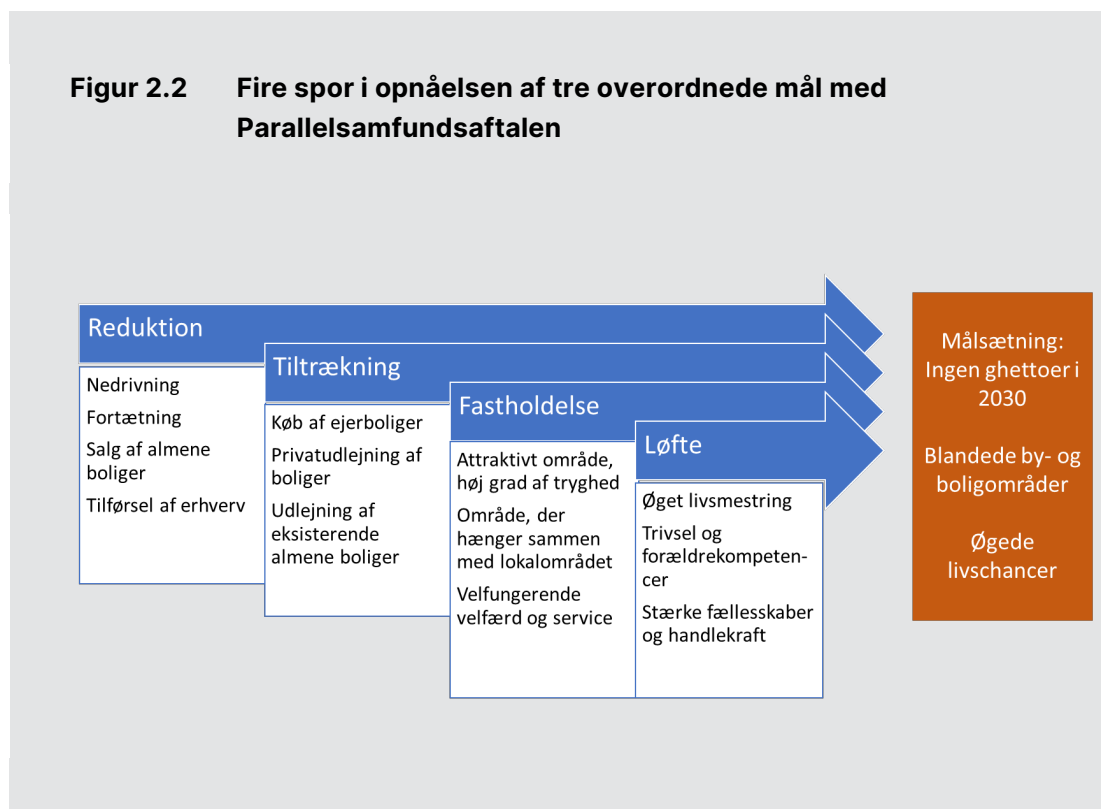 Figur 2.2 Fire spor i opnåelsen af tre overordnede mål med
Parallelsamfundsaftalen
Reduktion
Nedrivning
Fortætning
Salg af almene
boliger
Tilførsel af erhverv
Tiltrækning
Køb af ejerboliger
Privatudlejning af
boliger
Udlejning af
eksisterende
almene boliger
Fastholdelse
Attraktivt område,
høj grad af tryghed
Område, der
hænger sammen
med lokalområdet
Velfungerende
velfærd og service
Løfte
Øget livsmestring
Trivsel og
forældrekompeten-
cer
Stærke fællesskaber
og handlekraft
Målsætning:
Ingen ghettoer i
2030
Blandede by- og
boligområder
Øgede
livschancer